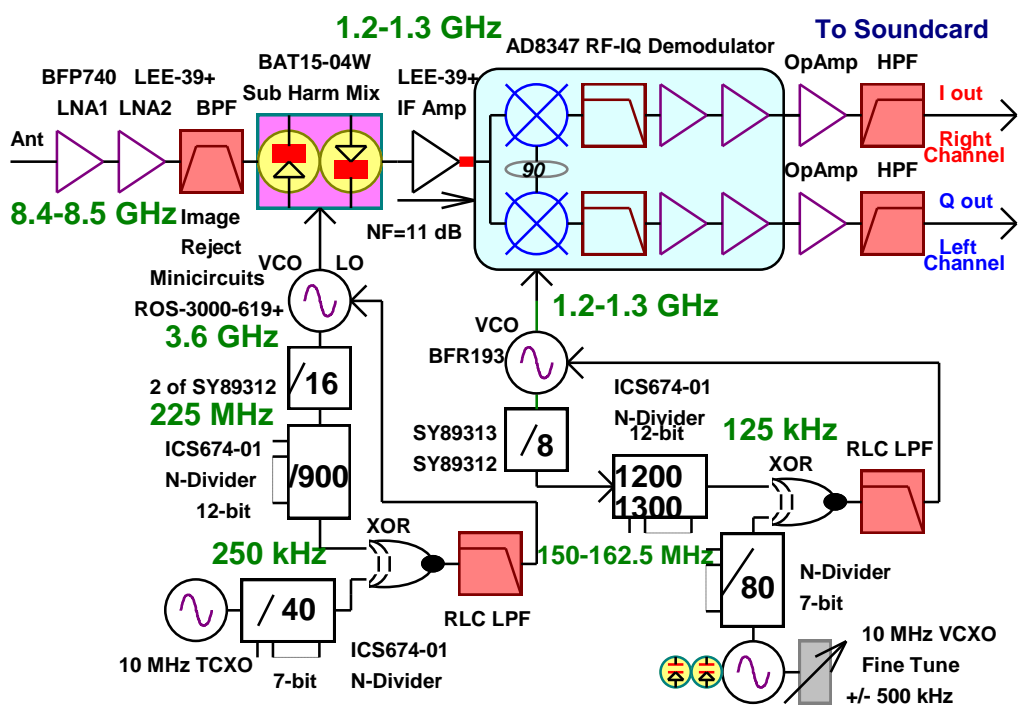 1.2-1.3 GHz
To Soundcard
AD8347 RF-IQ Demodulator
BFP740 LEE-39+
BAT15-04W
LEE-39+
OpAmp HPF
LNA1 LNA2 BPF
Sub Harm Mix
IF Amp
I out
Ant
Right
Channel
90
OpAmp HPF
8.4-8.5 GHz
Image
Reject
NF=11 dB
Q out
Left
Channel
VCO LO
Minicircuits
ROS-3000-619+
1.2-1.3 GHz
3.6 GHz
VCO
BFR193
/16
2 of SY89312
225 MHz
ICS674-01
N-Divider
12-bit
125 kHz
SY89313
SY89312
/8
RLC LPF
ICS674-01
N-Divider
12-bit
/900
1200
1300
XOR
XOR
250 kHz
150-162.5 MHz
/ 40
/80
N-Divider
7-bit
RLC LPF
10 MHz TCXO
7-bit
ICS674-01
N-Divider
10 MHz VCXO
Fine Tune
+/- 500 kHz